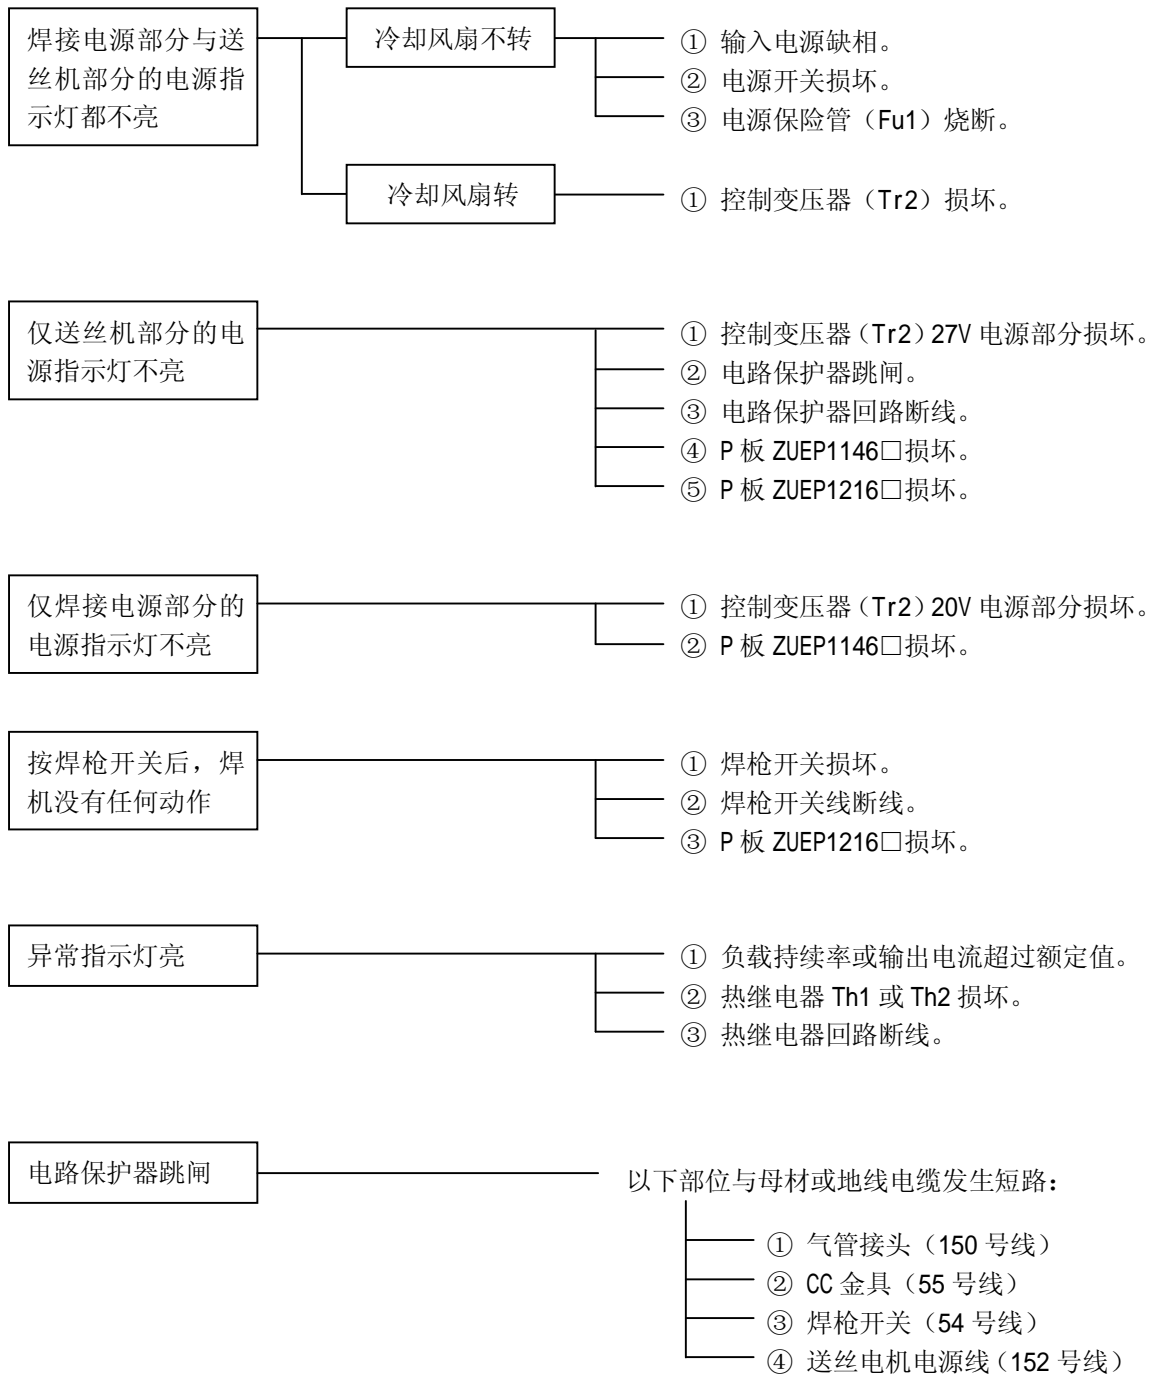 焊接电源部分与送
丝机部分的电源指
示灯都不亮
冷却风扇不转
① 输入电源缺相。
② 电源开关损坏。
③ 电源保险管（Fu1）烧断。
冷却风扇转
① 控制变压器（Tr2）损坏。
仅送丝机部分的电
源指示灯不亮
① 控制变压器（Tr2）27V 电源部分损坏。
② 电路保护器跳闸。
③ 电路保护器回路断线。
④ P 板 ZUEP1146□损坏。
⑤ P 板 ZUEP1216□损坏。
仅焊接电源部分的
电源指示灯不亮
① 控制变压器（Tr2）20V 电源部分损坏。
② P 板 ZUEP1146□损坏。
按焊枪开关后，焊
机没有任何动作
① 焊枪开关损坏。
② 焊枪开关线断线。
③ P 板 ZUEP1216□损坏。
异常指示灯亮
① 负载持续率或输出电流超过额定值。
② 热继电器 Th1 或 Th2 损坏。
③ 热继电器回路断线。
电路保护器跳闸
以下部位与母材或地线电缆发生短路：
① 气管接头（150 号线）
② CC 金具（55 号线）
③ 焊枪开关（54 号线）
④ 送丝电机电源线（152 号线）